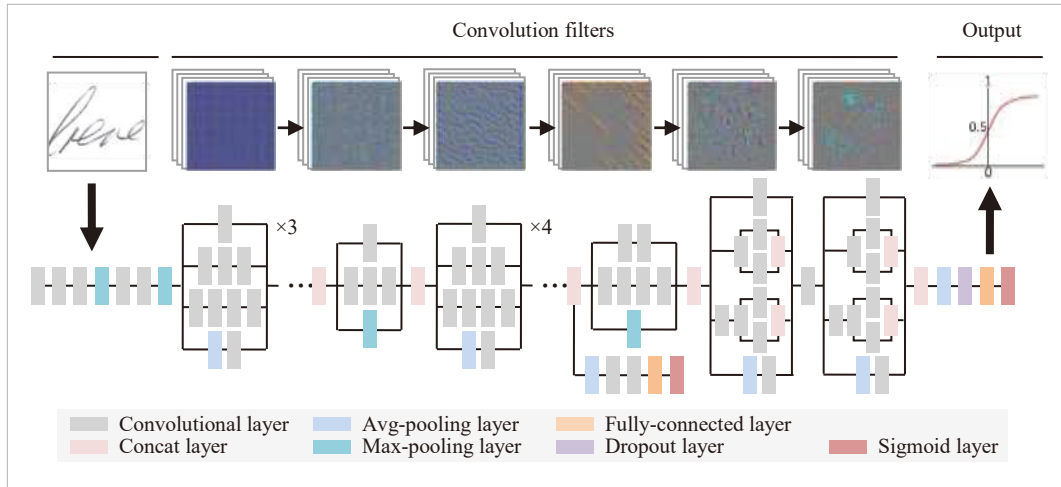 Convolution filters
Output
Irene
1
0.5
0
×3
×4
Convolutional layer
Avg-pooling layer
Fully-connected layer
Concat layer
Max-pooling layer
Dropout layer
Sigmoid layer